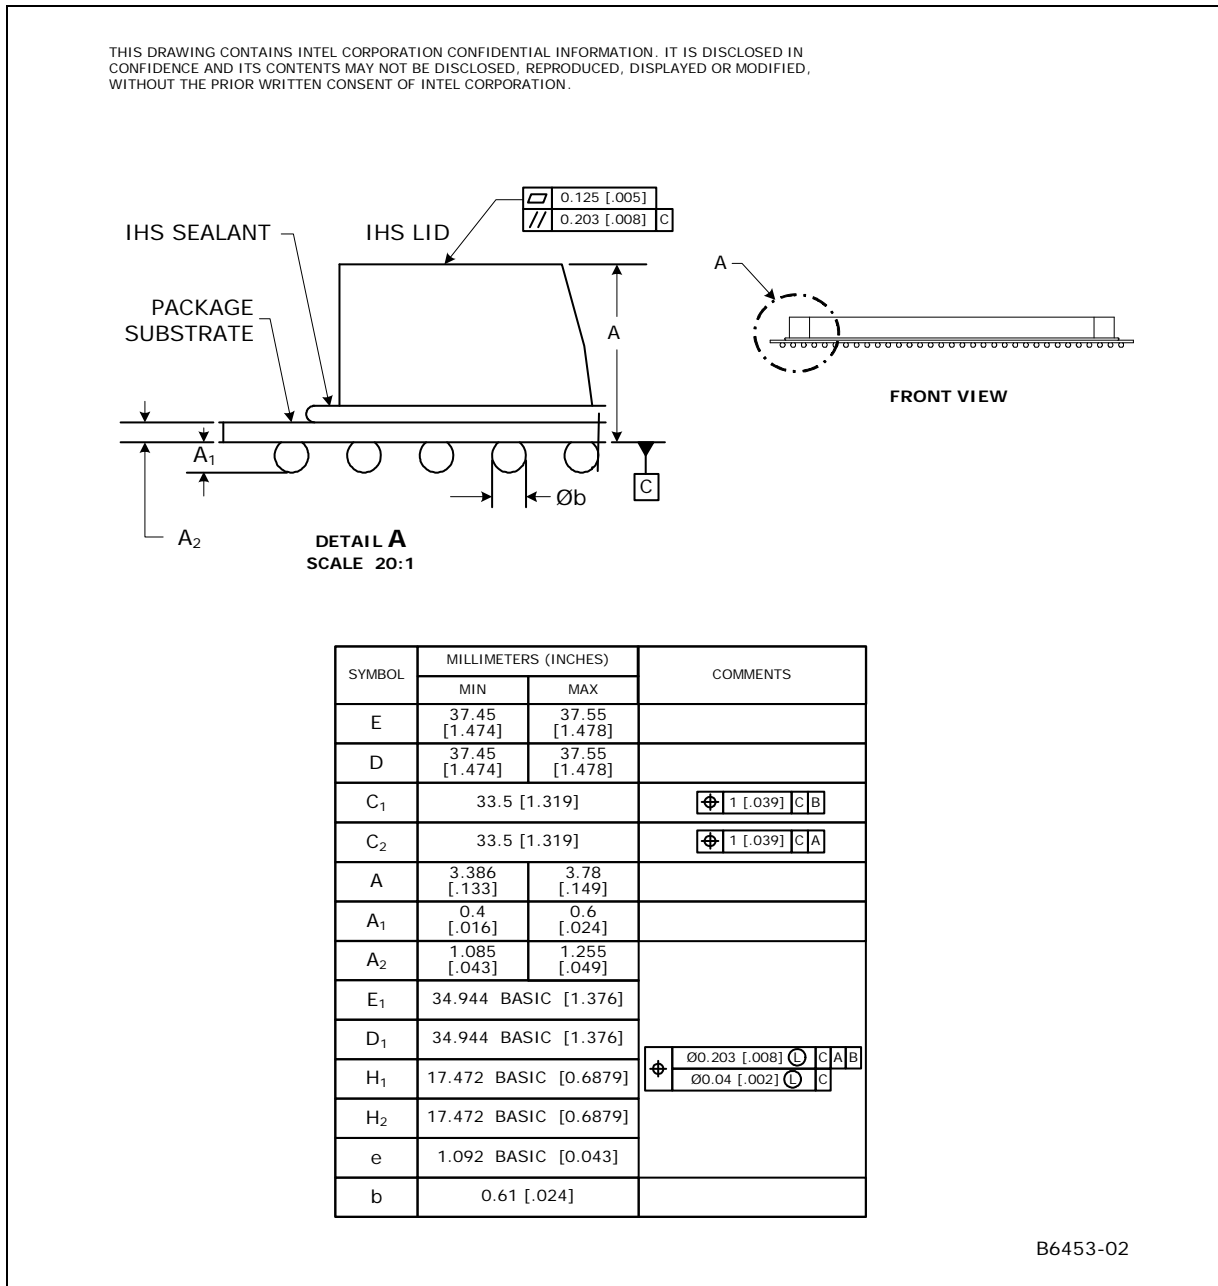 THIS DRAWING CONTAINS INTEL CORPORATION CONFIDENTIAL INFORMATION. IT IS DISCLOSED IN
CONFIDENCE AND ITS CONTENTS MAY NOT BE DISCLOSED, REPRODUCED, DISPLAYED OR MODIFIED,
WITHOUT THE PRIOR WRITTEN CONSENT OF INTEL CORPORATION.
0.125 [.005]
// 0.203 [.008] C
IHS SEALANT
IHS LID
PACKAGE
SUBSTRATE
A
A₁
Øb
C
A₂
DETAIL A
SCALE 20:1
A
FRONT VIEW
SYMBOL MILLIMETERS (INCHES) COMMENTS
MIN MAX
E 37.45 [1.474] 37.55 [1.478]
D 37.45 [1.474] 37.55 [1.478]
C₁ 33.5 [1.319] ⌖ 1 [.039] C B
C₂ 33.5 [1.319] ⌖ 1 [.039] C A
A 3.386 [.133] 3.78 [.149]
A₁ 0.4 [.016] 0.6 [.024]
A₂ 1.085 [.043] 1.255 [.049]
E₁ 34.944 BASIC [1.376]
D₁ 34.944 BASIC [1.376]
⌖ Ø0.203 [.008] Ⓛ C A B
Ø0.04 [.002] Ⓛ C
H₁ 17.472 BASIC [0.6879]
H₂ 17.472 BASIC [0.6879]
e 1.092 BASIC [0.043]
b 0.61 [.024]
B6453-02